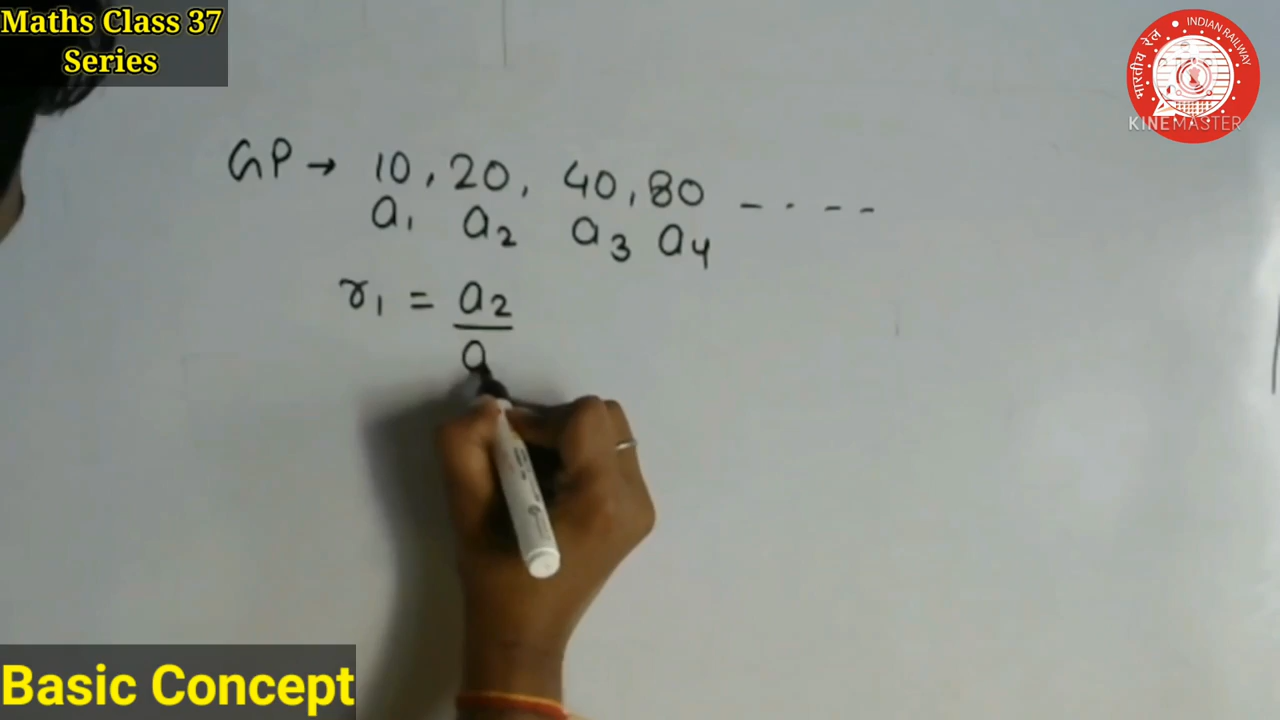 Maths Class 37
Series
भारतीय रेल • INDIAN RAILWAY
KINEMASTER
GP → 10, 20, 40, 80 - - - -
a1 a2 a3 a4
r1 = a2
a
Basic Concept